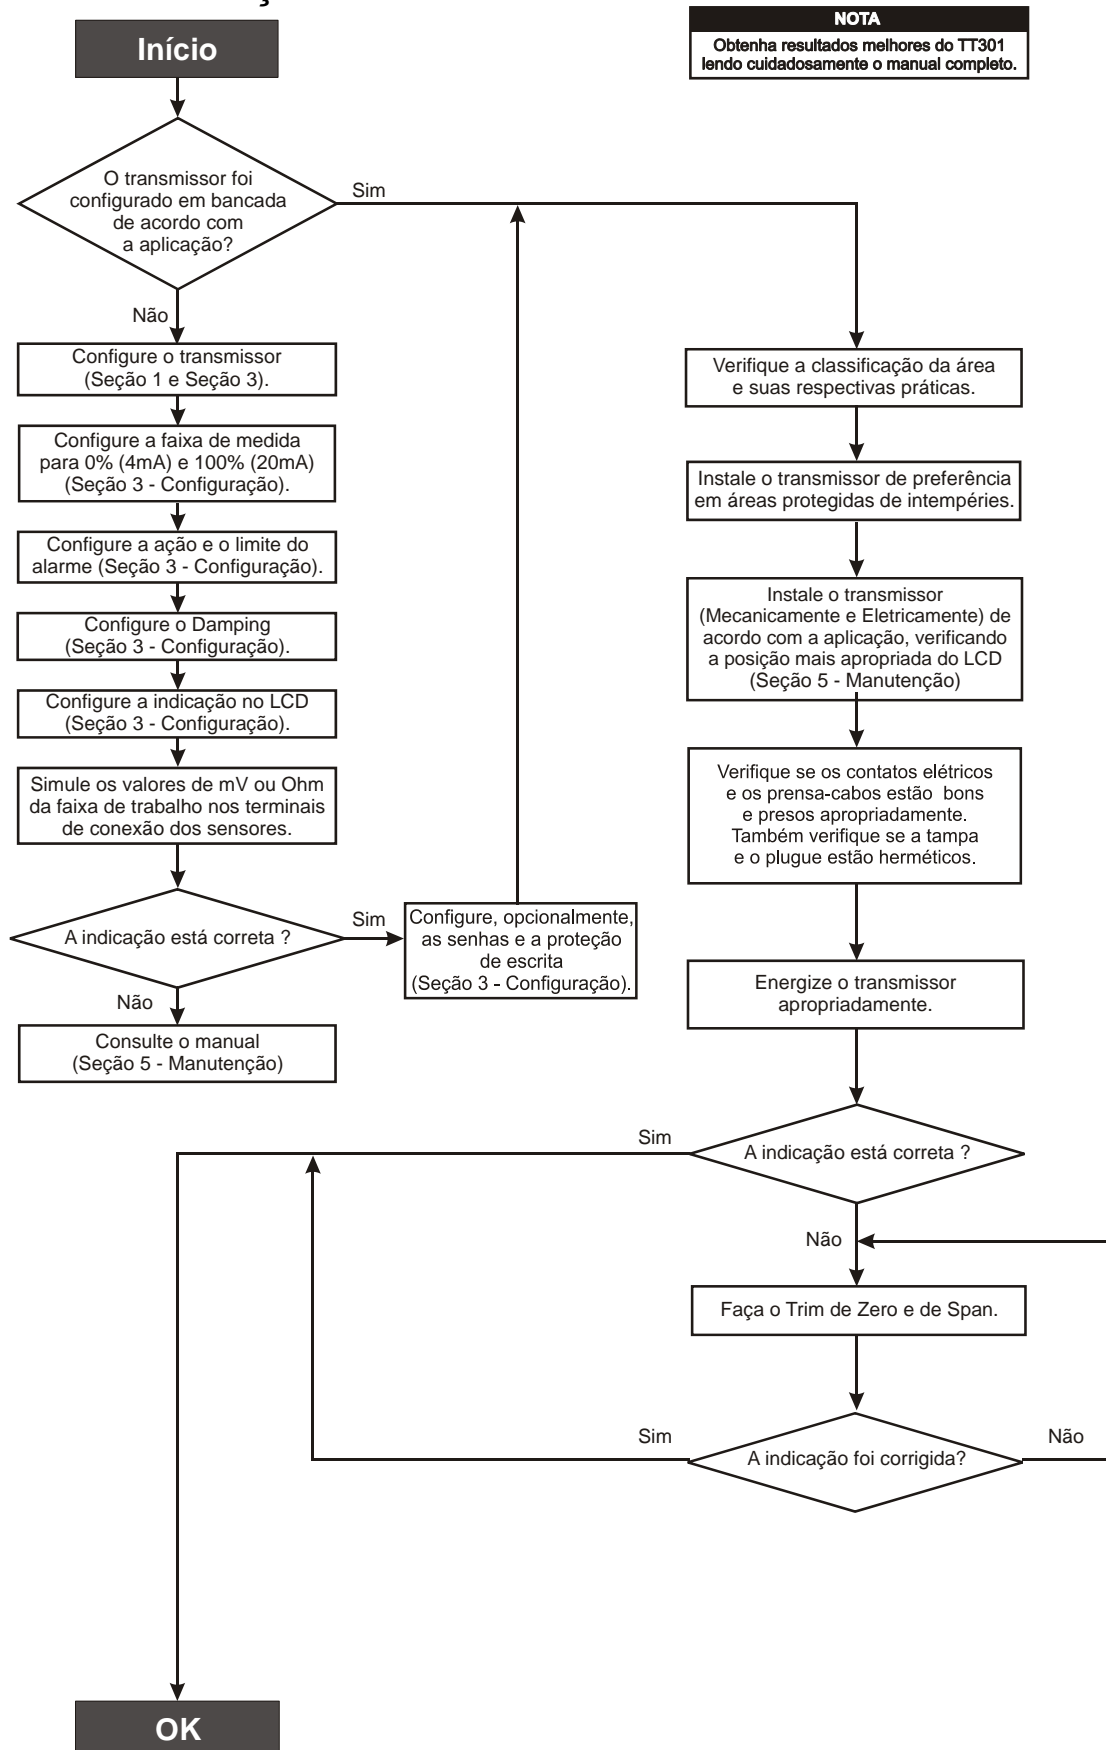 Início
NOTA
Obtenha resultados melhores do TT301
lendo cuidadosamente o manual completo.
O transmissor foi
configurado em bancada
de acordo com
a aplicação?
Sim
Não
Configure o transmissor
(Seção 1 e Seção 3).
Configure a faixa de medida
para 0% (4mA) e 100% (20mA)
(Seção 3 - Configuração).
Configure a ação e o limite do
alarme (Seção 3 - Configuração).
Configure o Damping
(Seção 3 - Configuração).
Configure a indicação no LCD
(Seção 3 - Configuração).
Simule os valores de mV ou Ohm
da faixa de trabalho nos terminais
de conexão dos sensores.
A indicação está correta ?
Sim
Configure, opcionalmente,
as senhas e a proteção
de escrita
(Seção 3 - Configuração).
Não
Consulte o manual
(Seção 5 - Manutenção)
Verifique a classificação da área
e suas respectivas práticas.
Instale o transmissor de preferência
em áreas protegidas de intempéries.
Instale o transmissor
(Mecanicamente e Eletricamente) de
acordo com a aplicação, verificando
a posição mais apropriada do LCD
(Seção 5 - Manutenção)
Verifique se os contatos elétricos
e os prensa-cabos estão  bons
e presos apropriadamente.
Também verifique se a tampa
e o plugue estão herméticos.
Energize o transmissor
apropriadamente.
Sim
A indicação está correta ?
Não
Faça o Trim de Zero e de Span.
Sim
A indicação foi corrigida?
Não
OK